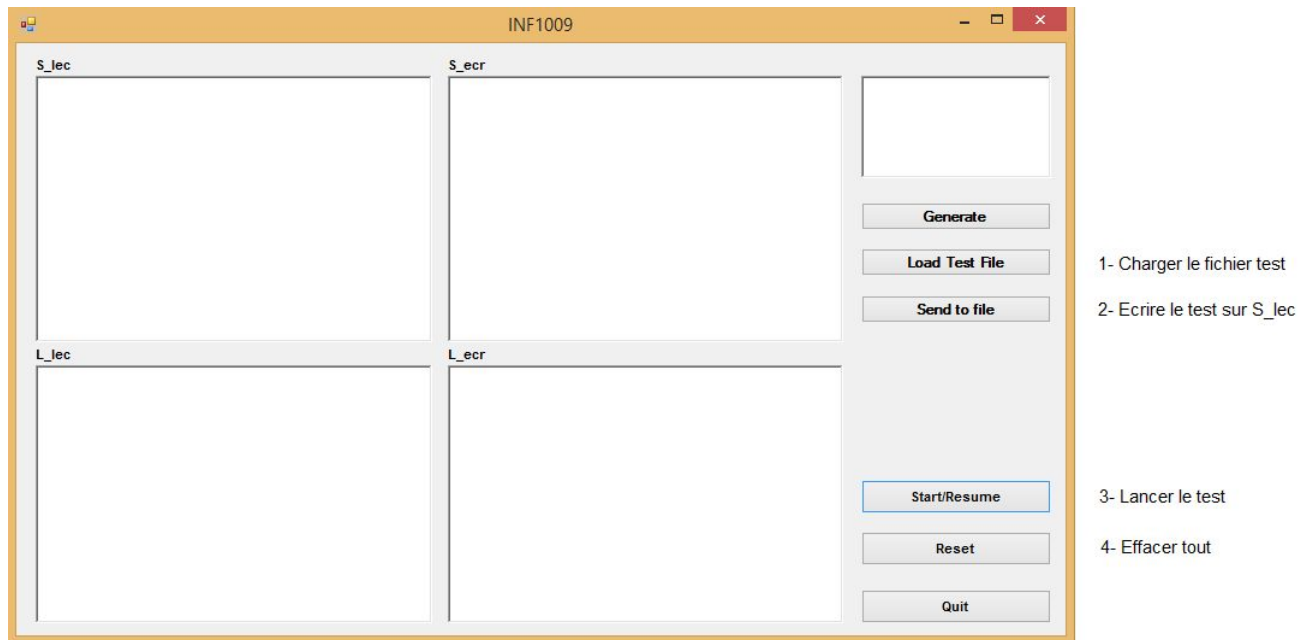 INF1009
S_lec
S_ecr
Generate
Load Test File
1- Charger le fichier test
Send to file
2- Ecrire le test sur S_lec
L_lec
L_ecr
Start/Resume
3- Lancer le test
Reset
4- Effacer tout
Quit